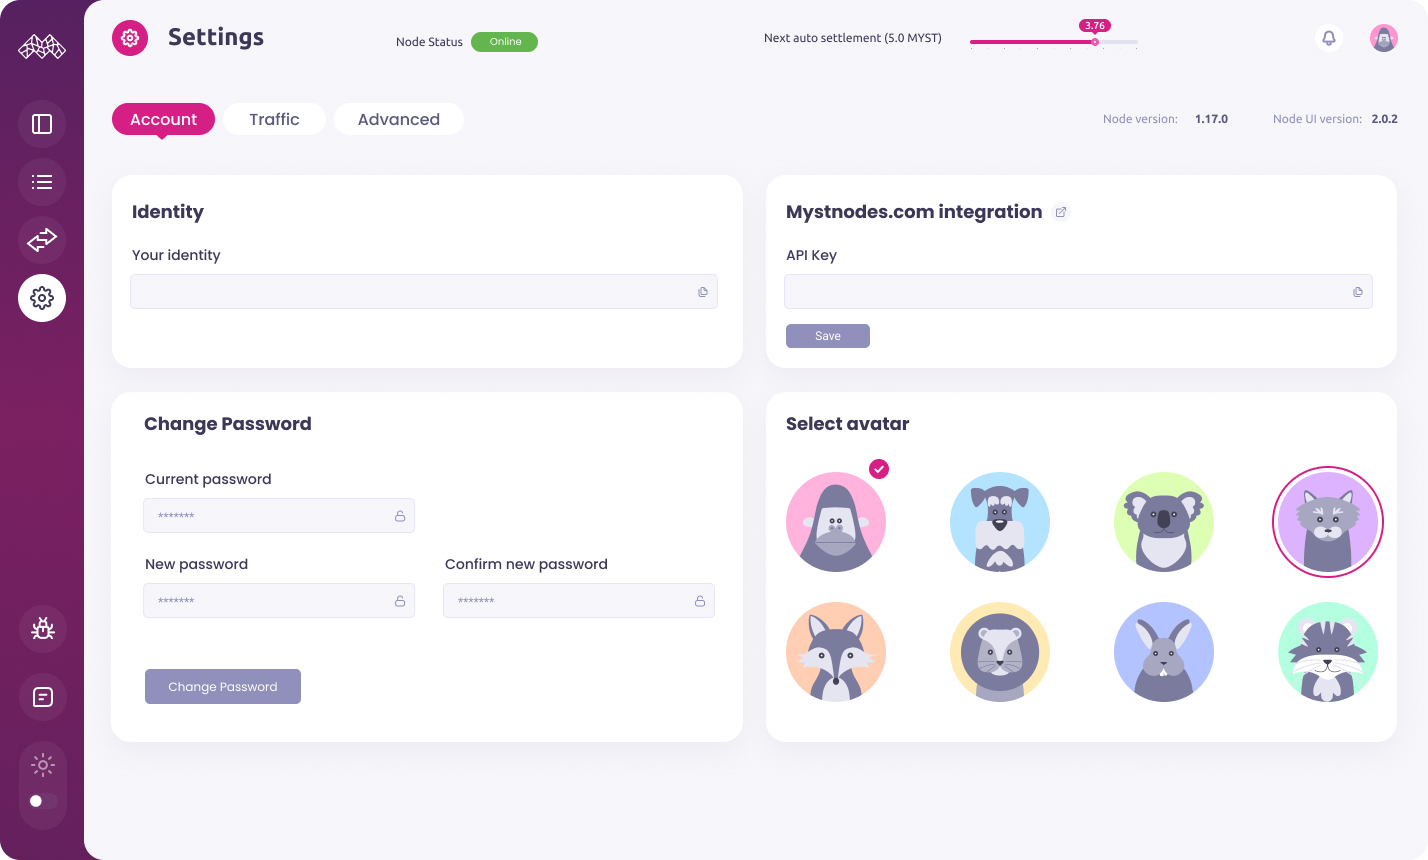 Settings
Node Status
Online
Next auto settlement (5.0 MYST)
3.76
Account
Traffic
Advanced
Node version: 1.17.0
Node UI version: 2.0.2
Identity
Your identity
Mystnodes.com integration
API Key
Save
Change Password
Current password
*******
New password
*******
Confirm new password
*******
Change Password
Select avatar